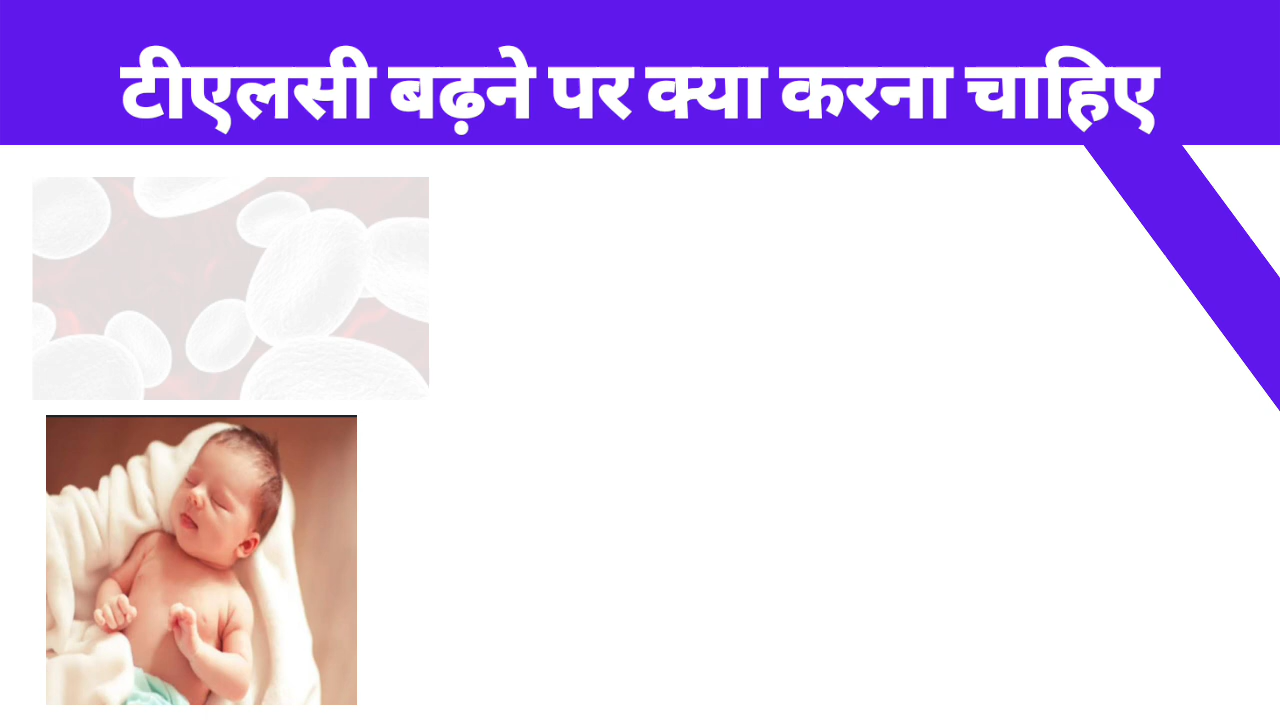 टीएलसी बढ़ने पर क्या करना चाहिए